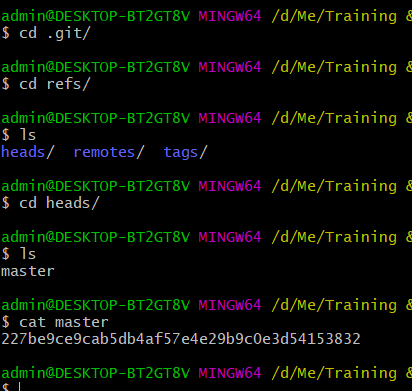 admin@DESKTOP-BT2GT8V MINGW64 /d/Me/Training &
$ cd .git/
admin@DESKTOP-BT2GT8V MINGW64 /d/Me/Training &
$ cd refs/
admin@DESKTOP-BT2GT8V MINGW64 /d/Me/Training &
$ ls
heads/  remotes/  tags/
admin@DESKTOP-BT2GT8V MINGW64 /d/Me/Training &
$ cd heads/
admin@DESKTOP-BT2GT8V MINGW64 /d/Me/Training &
$ ls
master
admin@DESKTOP-BT2GT8V MINGW64 /d/Me/Training &
$ cat master
227be9ce9cab5db4af57e4e29b9c0e3d54153832
admin@DESKTOP-BT2GT8V MINGW64 /d/Me/Training &
$